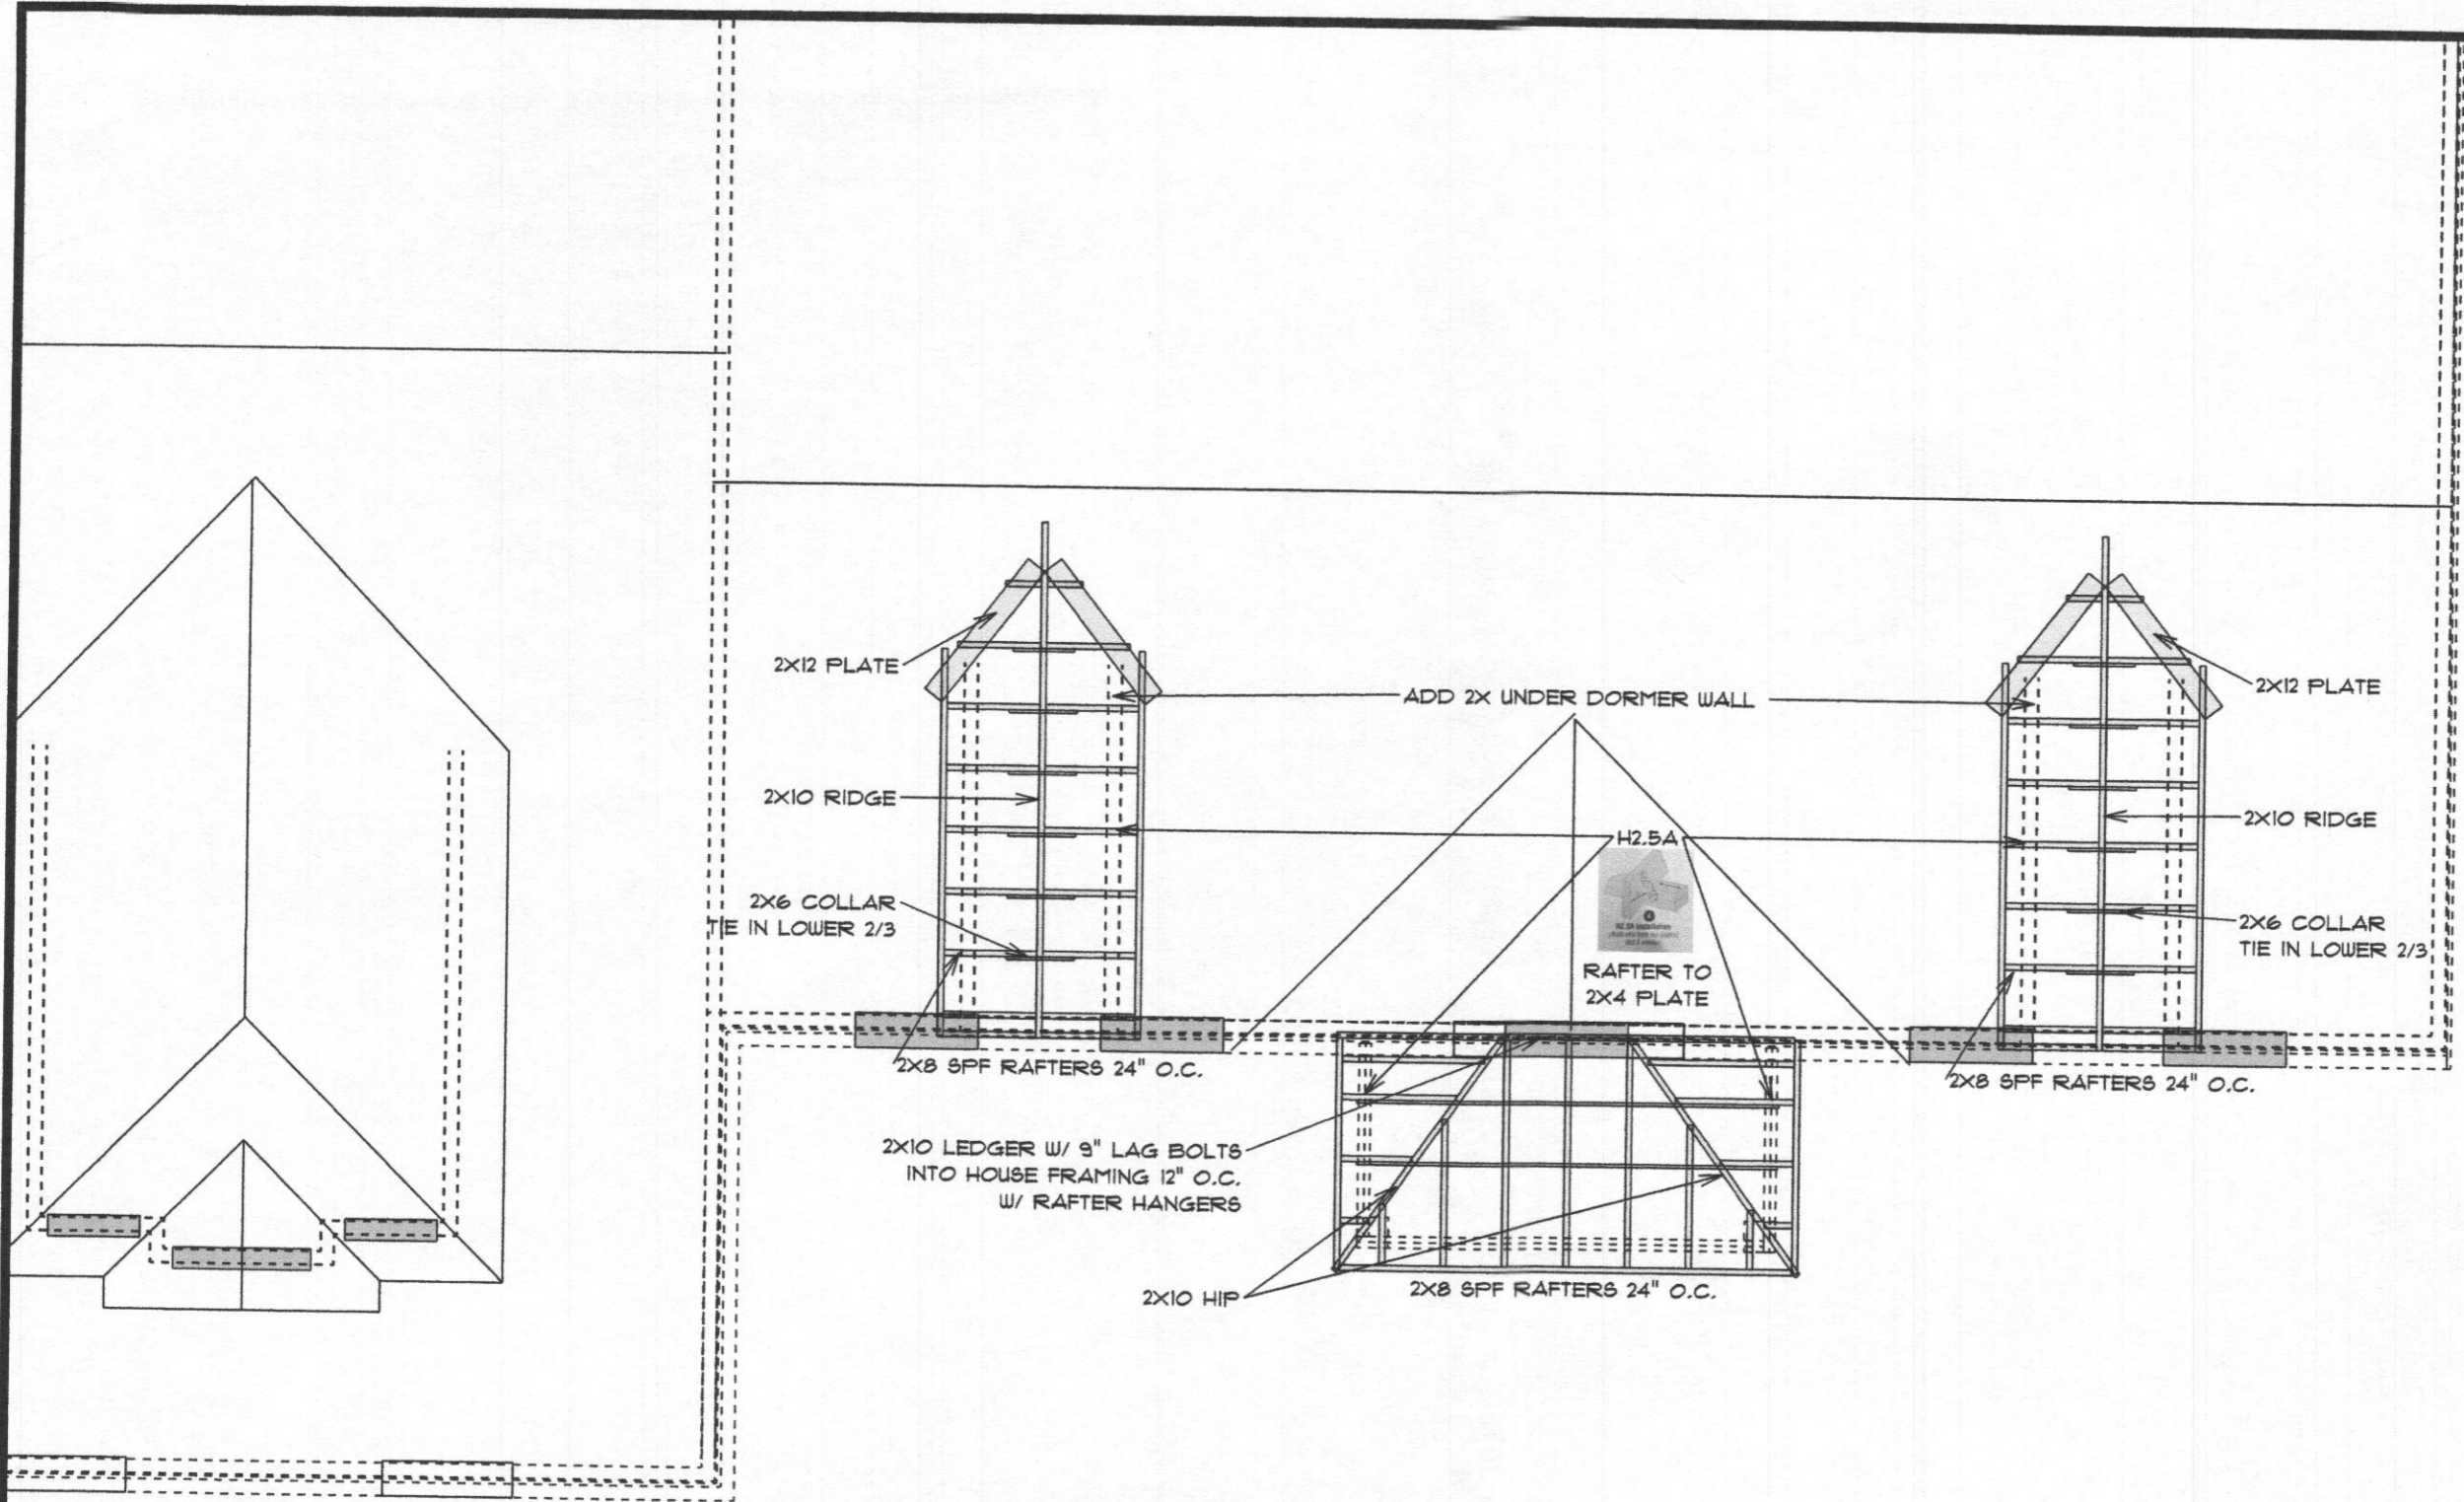 2X12 PLATE
2X12 PLATE
ADD 2X UNDER DORMER WALL
2X10 RIDGE
2X10 RIDGE
H2.5A
H2.5A Installation
2X6 COLLAR
TIE IN LOWER 2/3
2X6 COLLAR
TIE IN LOWER 2/3
RAFTER TO
2X4 PLATE
2X8 SPF RAFTERS 24" O.C.
2X8 SPF RAFTERS 24" O.C.
2X10 LEDGER W/ 9" LAG BOLTS
INTO HOUSE FRAMING 12" O.C.
W/ RAFTER HANGERS
2X10 HIP
2X8 SPF RAFTERS 24" O.C.